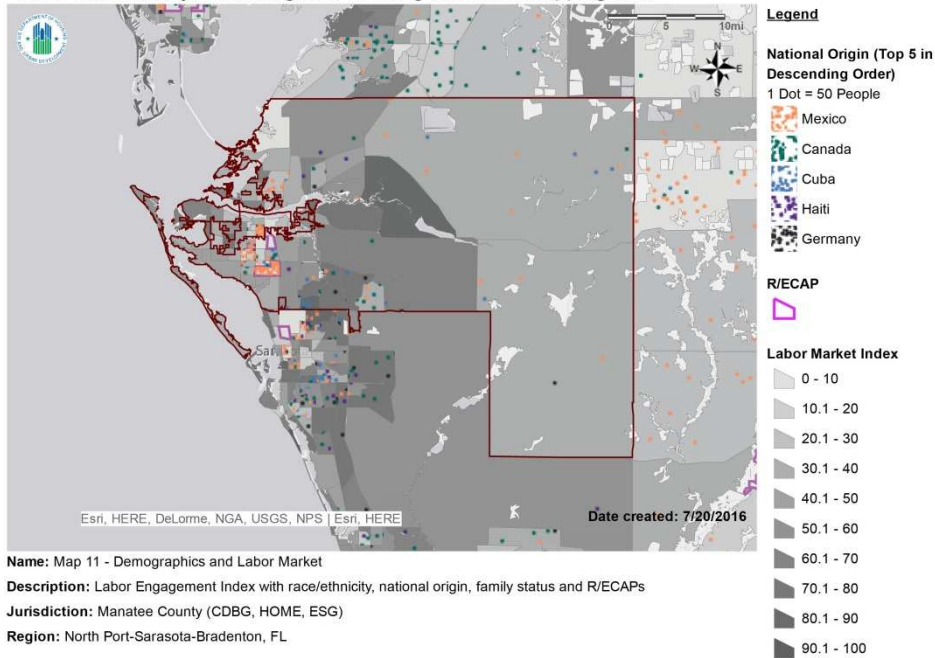 Legend
0 5 10mi
N
W E
S
National Origin (Top 5 in
Descending Order)
1 Dot = 50 People
Mexico
Canada
Cuba
Haiti
Germany
R/ECAP
Labor Market Index
0 - 10
10.1 - 20
20.1 - 30
30.1 - 40
40.1 - 50
50.1 - 60
60.1 - 70
70.1 - 80
80.1 - 90
90.1 - 100
Esri, HERE, DeLorme, NGA, USGS, NPS | Esri, HERE
Date created: 7/20/2016
Name: Map 11 - Demographics and Labor Market
Description: Labor Engagement Index with race/ethnicity, national origin, family status and R/ECAPs
Jurisdiction: Manatee County (CDBG, HOME, ESG)
Region: North Port-Sarasota-Bradenton, FL